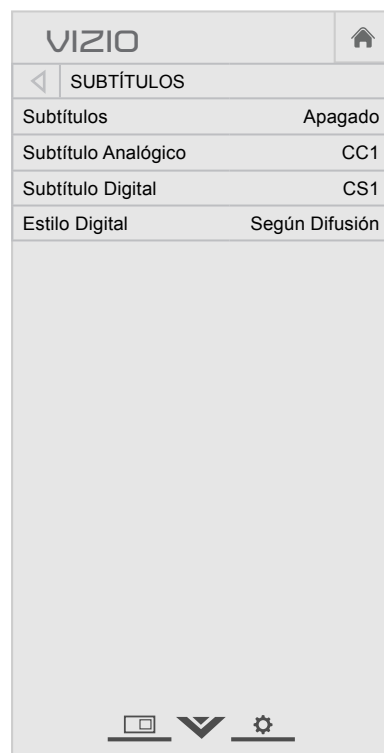 VIZIO
SUBTÍTULOS
Subtítulos Apagado
Subtítulo Analógico CC1
Subtítulo Digital CS1
Estilo Digital Según Difusión